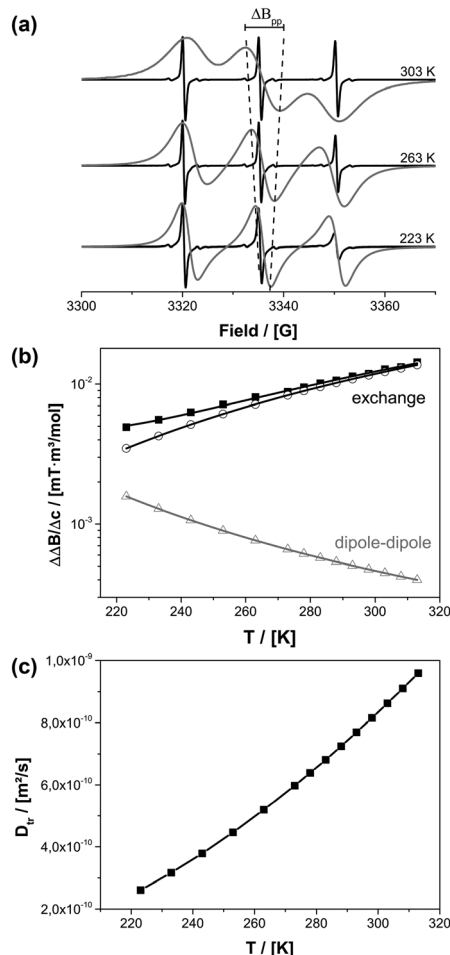 (a)
ΔBpp
303 K
263 K
223 K
3300 3320 3340 3360
Field / [G]
(b)
ΔΔB/Δc / [mT·m³/mol]
10⁻²
10⁻³
exchange
dipole-dipole
220 240 260 280 300 320
T / [K]
(c)
Dtr / [m²/s]
1,0x10⁻⁹
8,0x10⁻¹⁰
6,0x10⁻¹⁰
4,0x10⁻¹⁰
2,0x10⁻¹⁰
220 240 260 280 300 320
T / [K]